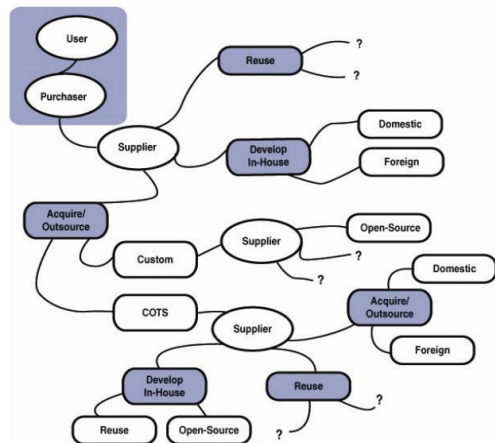 User
Purchaser
Supplier
Reuse
?
?
Develop
In-House
Domestic
Foreign
Acquire/
Outsource
Custom
Supplier
Open-Source
?
?
COTS
Supplier
Acquire/
Outsource
Domestic
Foreign
Develop
In-House
Reuse
Open-Source
Reuse
?
?